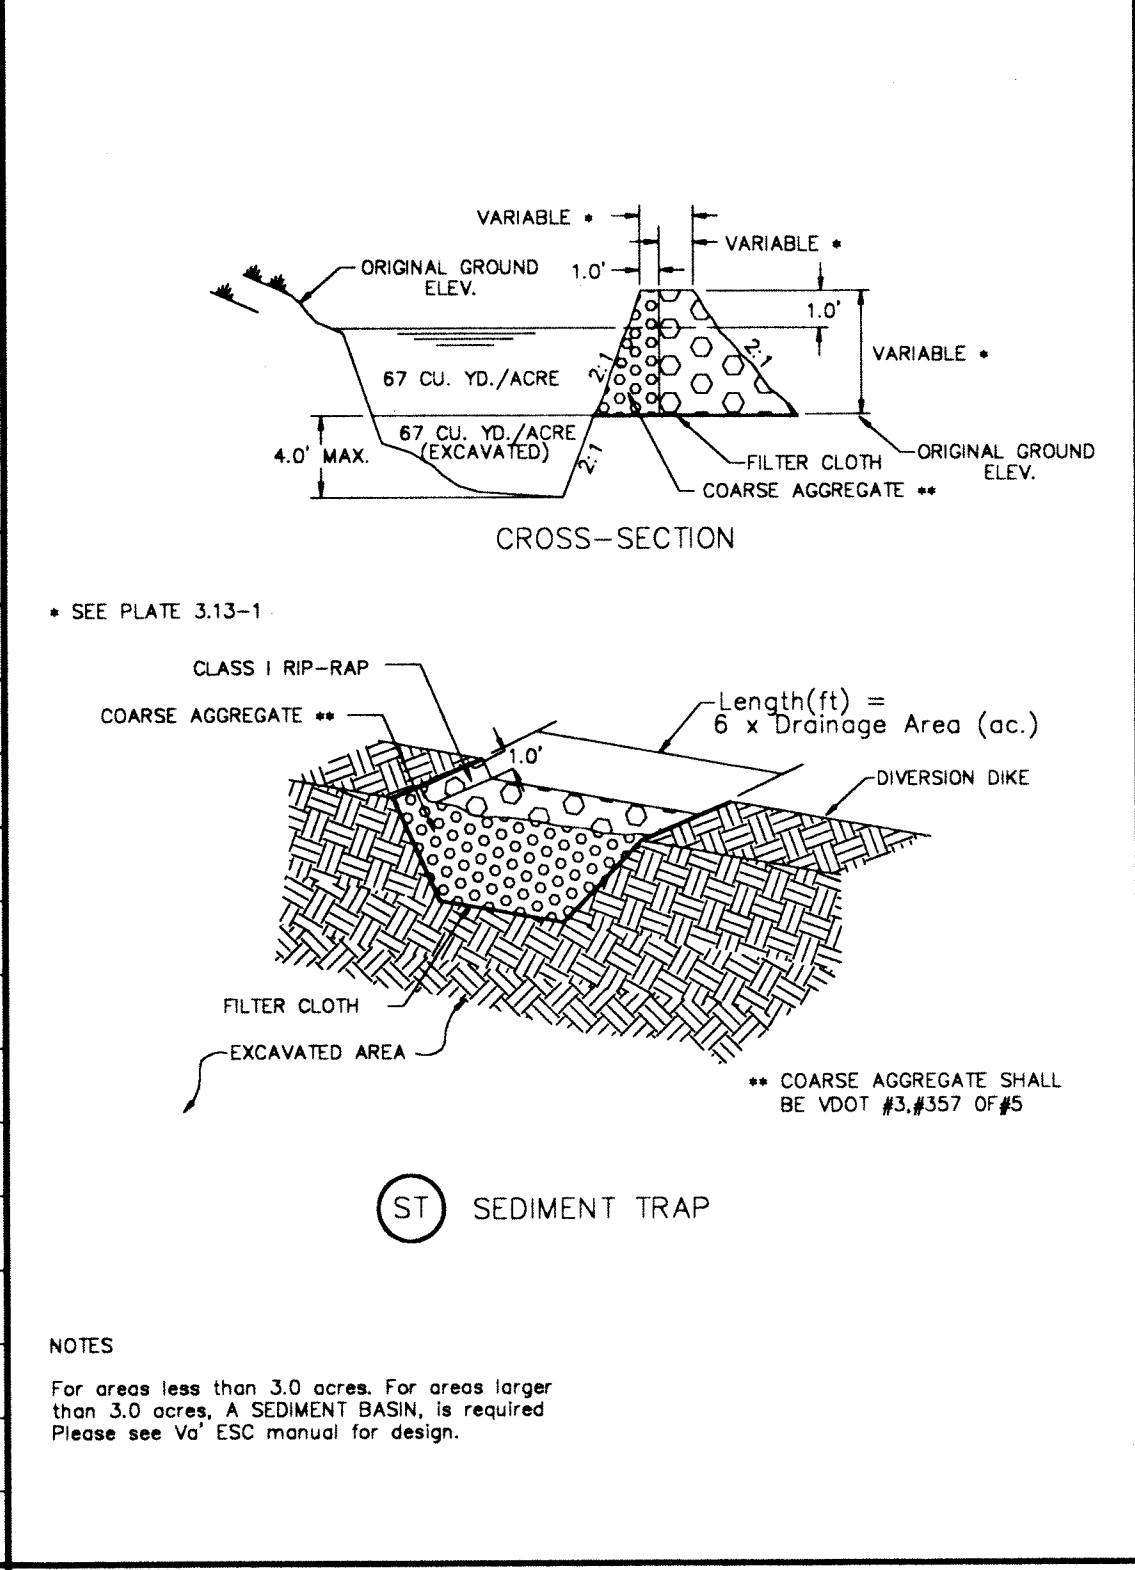 VARIABLE *
VARIABLE *
1.0'
ORIGINAL GROUND
ELEV.
1.0'
2:1
2:1
VARIABLE *
67 CU. YD./ACRE
67 CU. YD./ACRE
(EXCAVATED)
4.0' MAX.
2:1
FILTER CLOTH
ORIGINAL GROUND
ELEV.
COARSE AGGREGATE **
CROSS-SECTION
* SEE PLATE 3.13-1
CLASS I RIP-RAP
COARSE AGGREGATE **
Length(ft) =
6 x Drainage Area (ac.)
1.0'
DIVERSION DIKE
FILTER CLOTH
EXCAVATED AREA
** COARSE AGGREGATE SHALL
BE VDOT #3,#357 OF#5
ST SEDIMENT TRAP
NOTES
For areas less than 3.0 acres. For areas larger
than 3.0 acres, A SEDIMENT BASIN, is required
Please see Va' ESC manual for design.